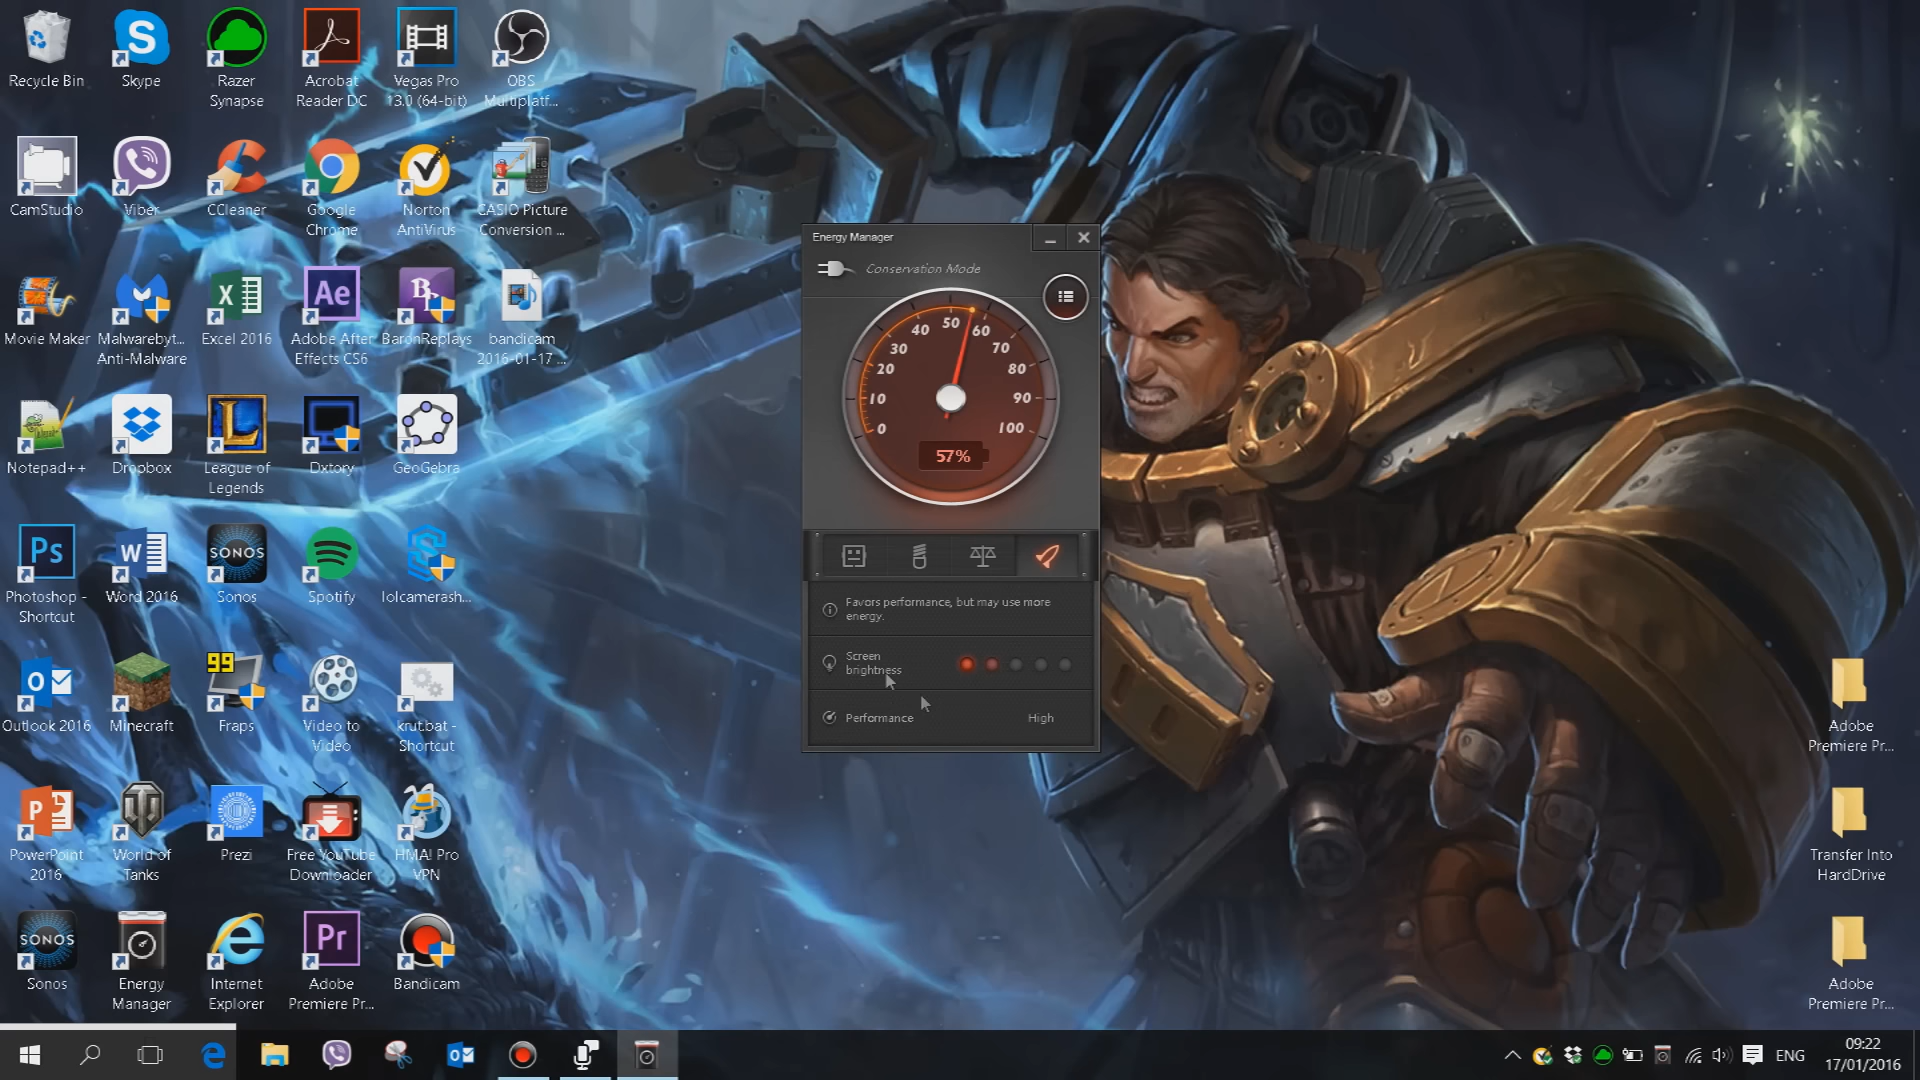 Recycle Bin
Skype
Razer
Synapse
Acrobat
Reader DC
Vegas Pro
13.0 (64-bit)
OBS
Multiplatf...
CamStudio
Viber
CCleaner
Google
Chrome
Norton
AntiVirus
CASIO Picture
Conversion ...
Movie Maker
Malwarebyt...
Anti-Malware
Excel 2016
Adobe After
Effects CS6
BaronReplays
bandicam
2016-01-17 ...
Notepad++
Dropbox
League of
Legends
Dxtory
GeoGebra
Photoshop -
Shortcut
Word 2016
SONOS
Sonos
Spotify
lolcamerash...
Outlook 2016
Minecraft
99
Fraps
Video to
Video
krut.bat -
Shortcut
PowerPoint
2016
World of
Tanks
Prezi
Free YouTube
Downloader
HMA! Pro
VPN
SONOS
Sonos
Energy
Manager
Internet
Explorer
Adobe
Premiere Pr...
Bandicam
Energy Manager
Conservation Mode
0
10
20
30
40
50
60
70
80
90
100
57%
Favors performance, but may use more
energy.
Screen
brightness
Performance
High
Adobe
Premiere Pr...
Transfer Into
HardDrive
Adobe
Premiere Pr...
ENG
09:22
17/01/2016